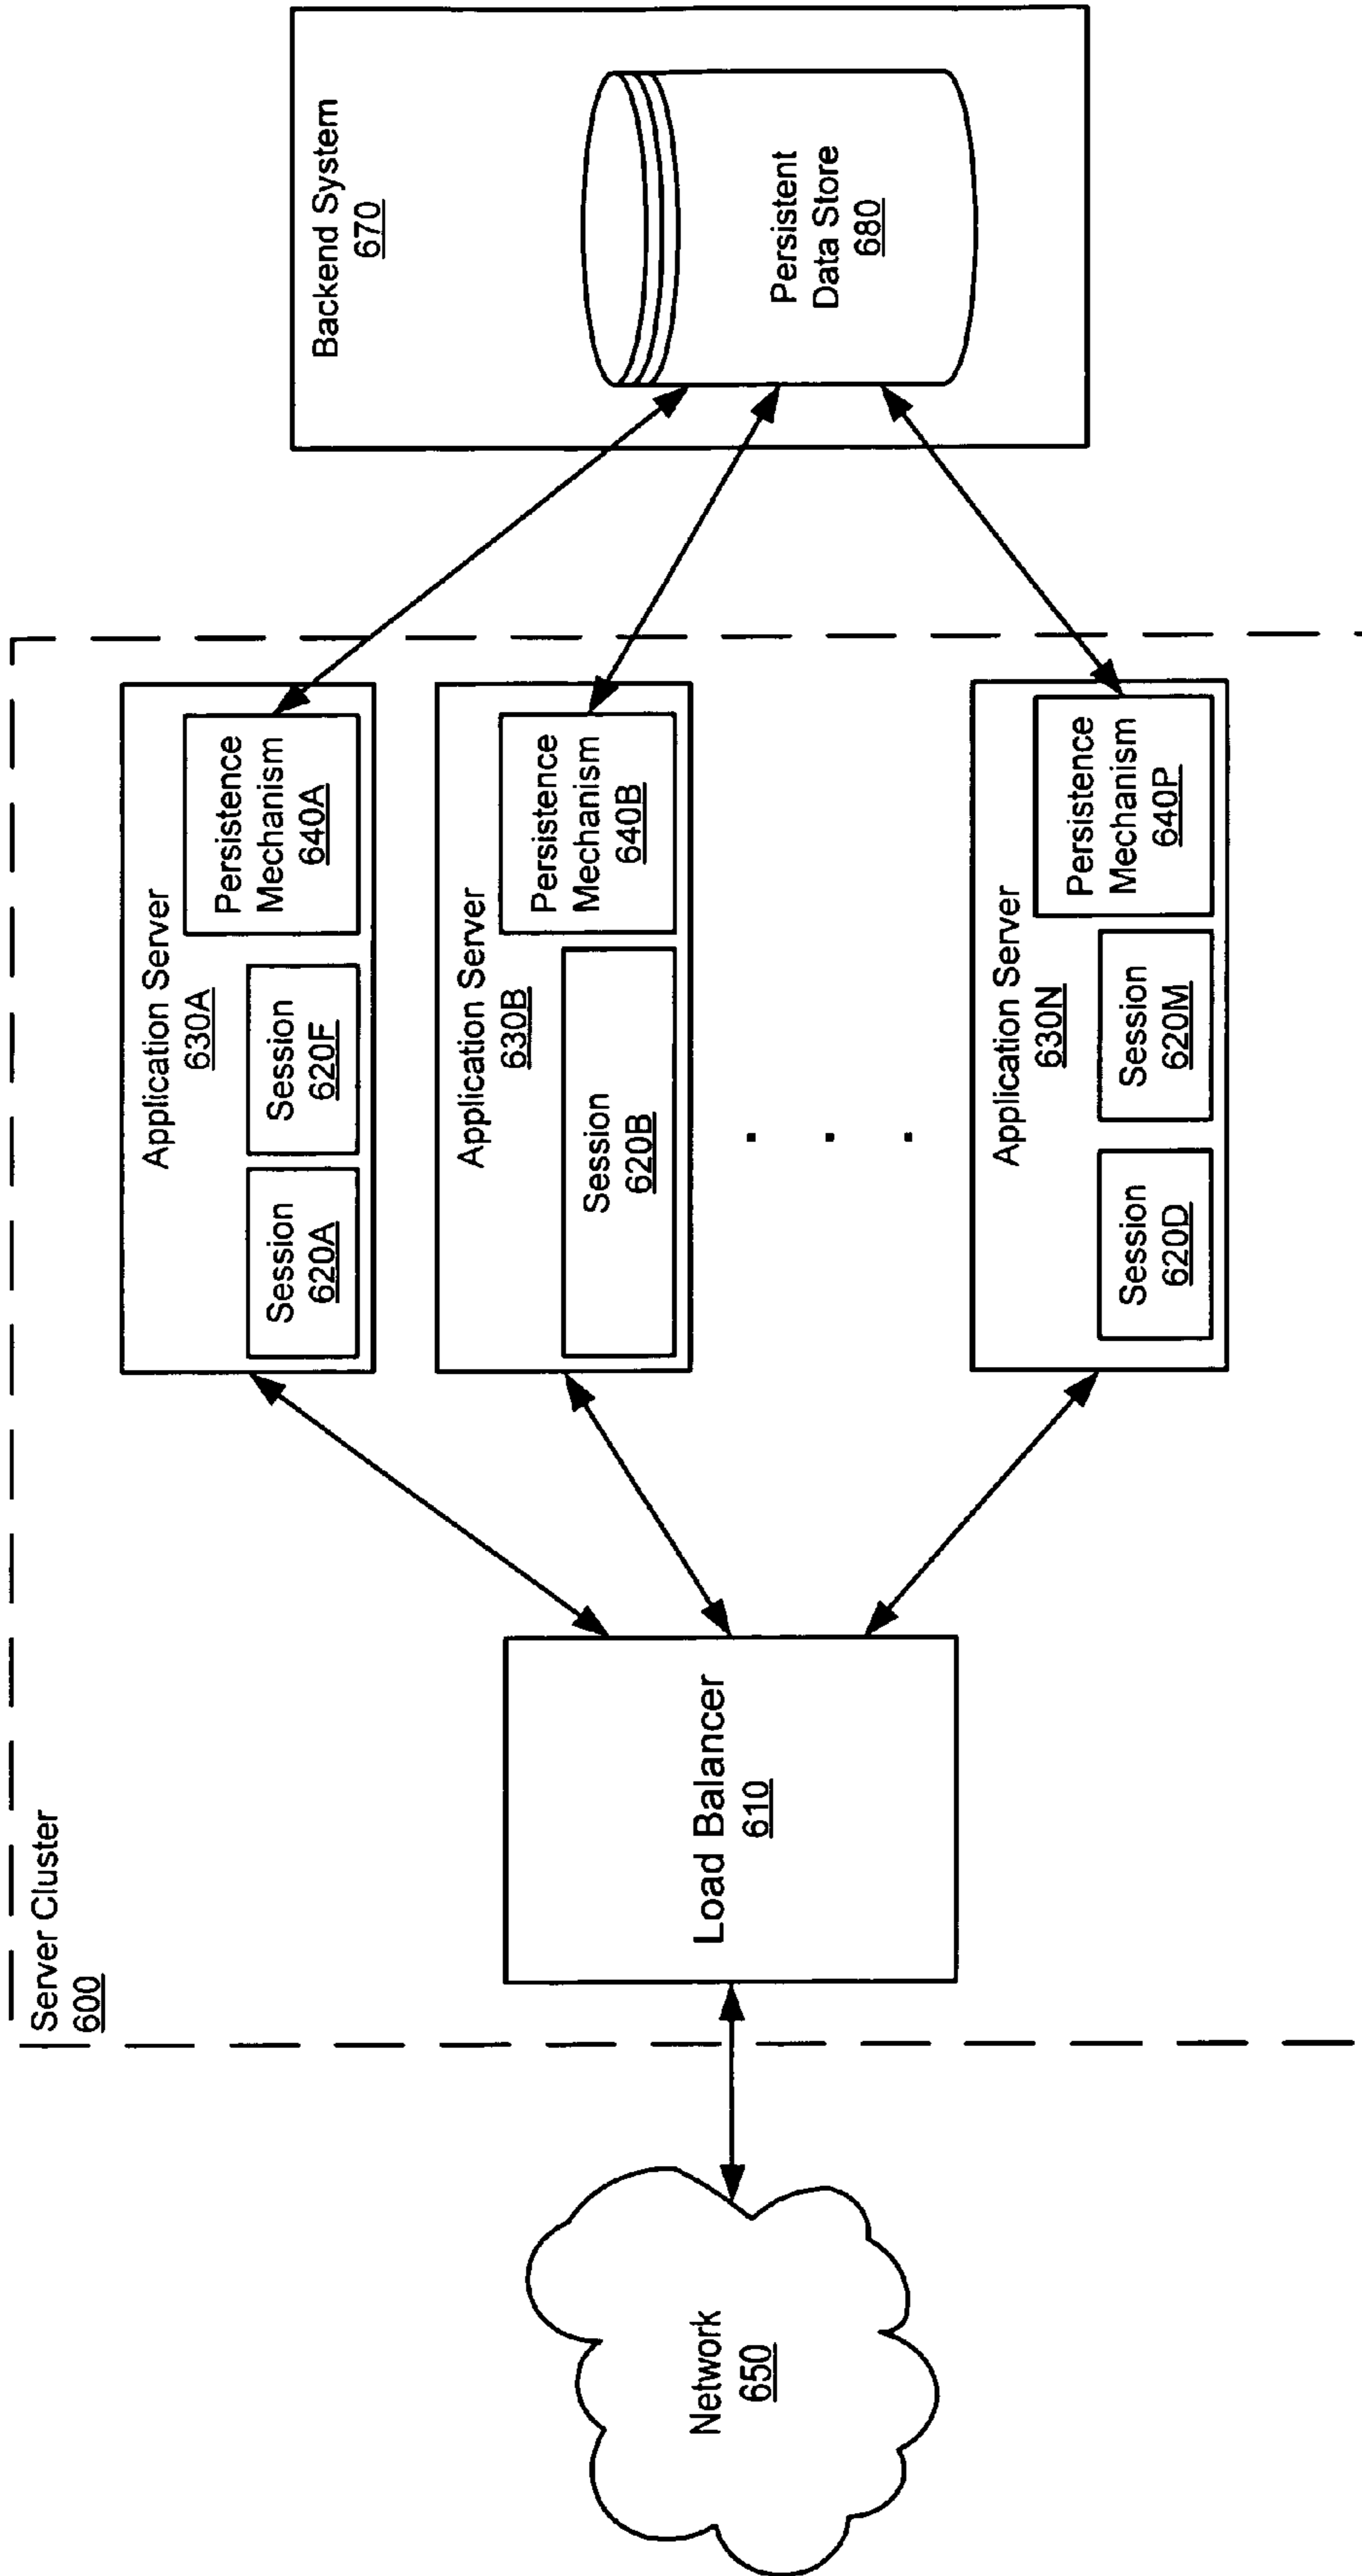 Server Cluster
600
Network
650
Load Balancer
610
Application Server
630A
Session
620A
Session
620F
Persistence
Mechanism
640A
Application Server
630B
Session
620B
Persistence
Mechanism
640B
Application Server
630N
Session
620D
Session
620M
Persistence
Mechanism
640P
Backend System
670
Persistent
Data Store
680